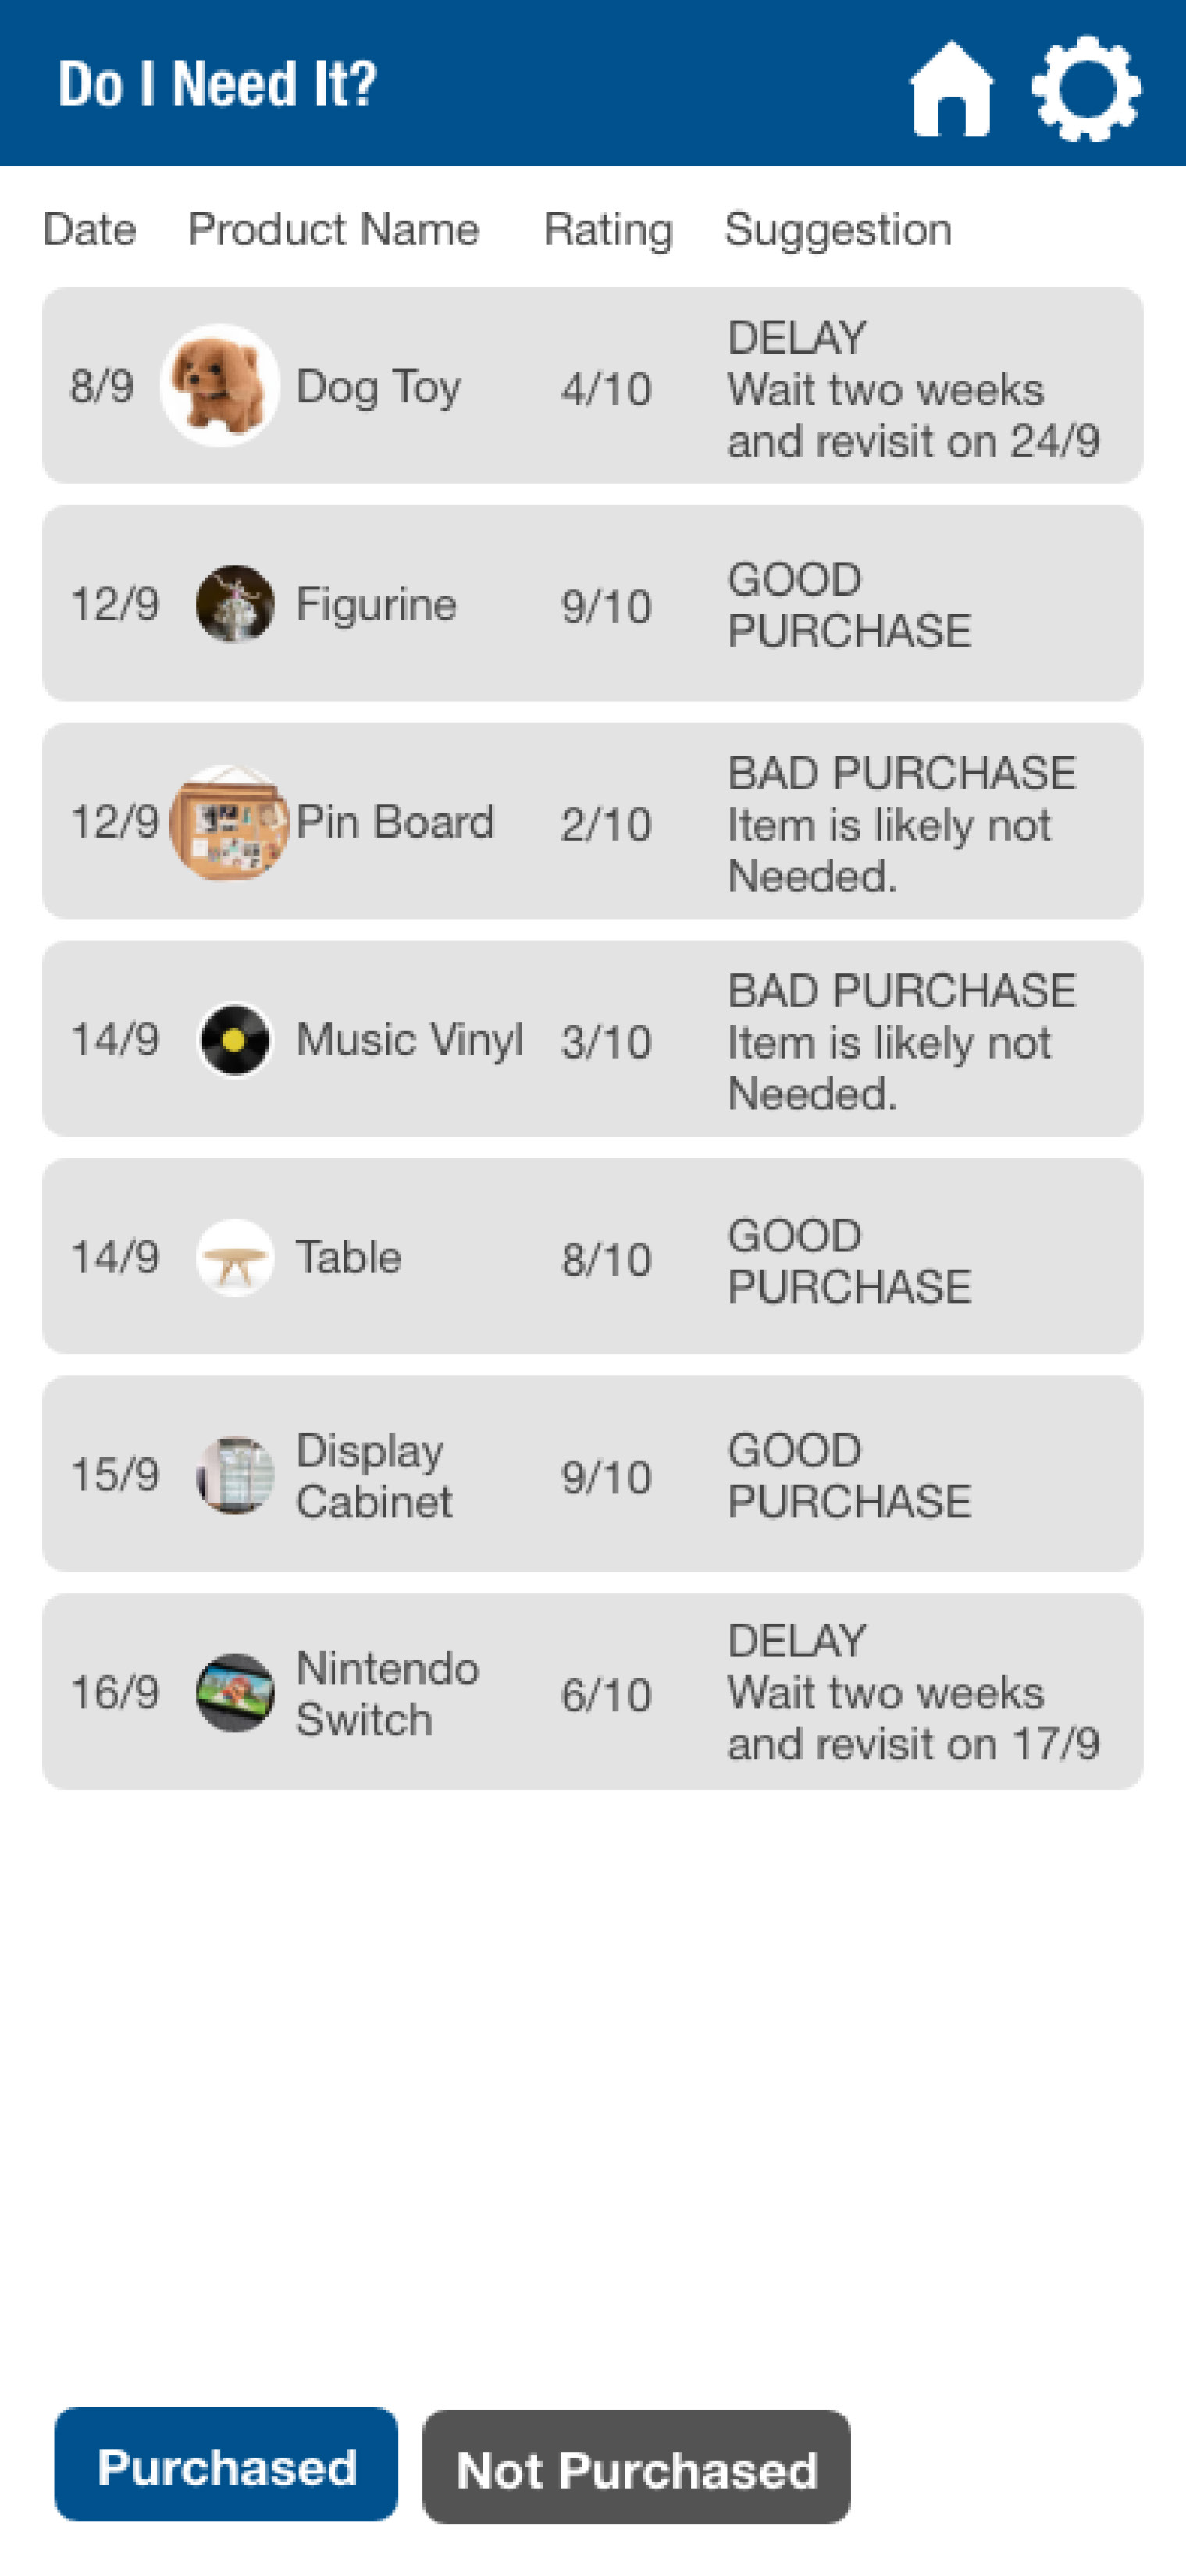 Do I Need It?
Date Product Name Rating Suggestion
8/9 Dog Toy 4/10 DELAY
Wait two weeks
and revisit on 24/9
12/9 Figurine 9/10 GOOD
PURCHASE
12/9 Pin Board 2/10 BAD PURCHASE
Item is likely not
Needed.
14/9 Music Vinyl 3/10 BAD PURCHASE
Item is likely not
Needed.
14/9 Table 8/10 GOOD
PURCHASE
15/9 Display
Cabinet 9/10 GOOD
PURCHASE
16/9 Nintendo
Switch 6/10 DELAY
Wait two weeks
and revisit on 17/9
Purchased Not Purchased